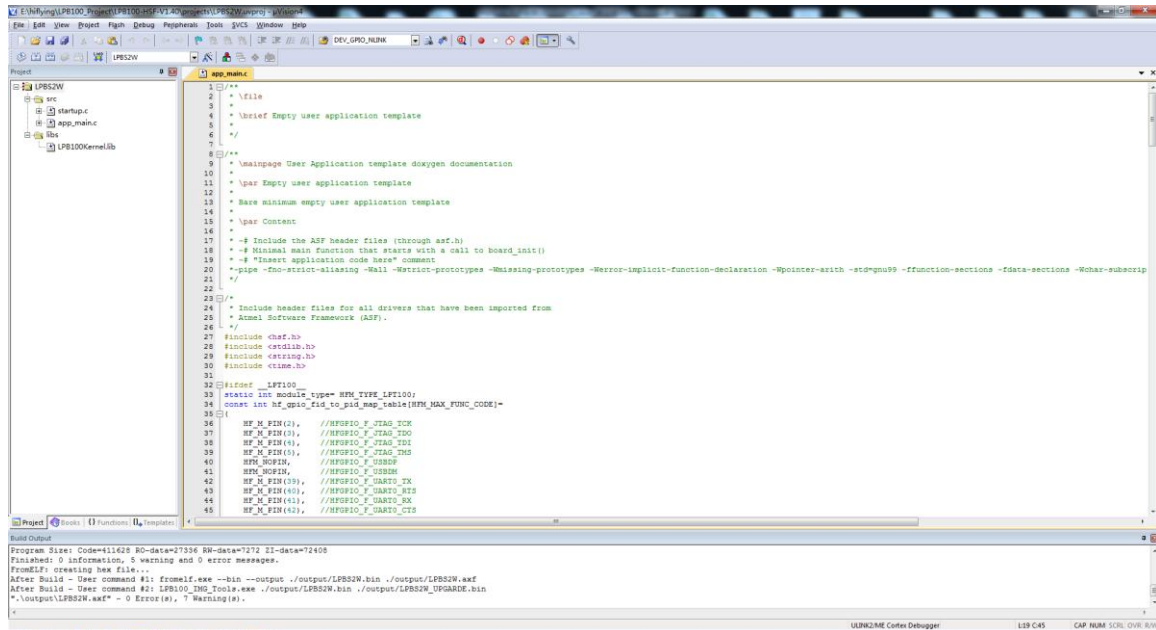 E:\hiflying\LPB100_Project\LPB100-HSF-V1.40\projects\LPBS2W.uvproj - µVision4
File Edit View Project Flash Debug Peripherals Tools SVCS Window Help
DEV_GPIO_NLINK
LPBS2W
Project
app_main.c
LPBS2W
src
startup.c
app_main.c
libs
LPB100Kernel.lib
1 /**
2 * \file
3 *
4 * \brief Empty user application template
5 *
6 */
7
8 /**
9 * \mainpage User Application template doxygen documentation
10 *
11 * \par Empty user application template
12 *
13 * Bare minimum empty user application template
14 *
15 * \par Content
16 *
17 * -# Include the ASF header files (through asf.h)
18 * -# Minimal main function that starts with a call to board_init()
19 * -# "Insert application code here" comment
20 *-pipe -fno-strict-aliasing -Wall -Wstrict-prototypes -Wmissing-prototypes -Werror-implicit-function-declaration -Wpointer-arith -std=gnu99 -ffunction-sections -fdata-sections -Wchar-subscrip
21 */
22
23 /*
24 * Include header files for all drivers that have been imported from
25 * Atmel Software Framework (ASF).
26 */
27 #include <hsf.h>
28 #include <stdlib.h>
29 #include <string.h>
30 #include <time.h>
31
32 #ifdef __LPT100__
33 static int module_type= HFM_TYPE_LPT100;
34 const int hf_gpio_fid_to_pid_map_table[HFM_MAX_FUNC_CODE]=
35 {
36 HF_M_PIN(2), //HFGPIO_F_JTAG_TCK
37 HF_M_PIN(3), //HFGPIO_F_JTAG_TDO
38 HF_M_PIN(4), //HFGPIO_F_JTAG_TDI
39 HF_M_PIN(5), //HFGPIO_F_JTAG_TMS
40 HFM_NOPIN, //HFGPIO_F_USBDP
41 HFM_NOPIN, //HFGPIO_F_USBDM
42 HF_M_PIN(39), //HFGPIO_F_UART0_TX
43 HF_M_PIN(40), //HFGPIO_F_UART0_RTS
44 HF_M_PIN(41), //HFGPIO_F_UART0_RX
45 HF_M_PIN(42), //HFGPIO_F_UART0_CTS
Project Books {} Functions Templates
Build Output
Program Size: Code=411628 RO-data=27336 RW-data=7272 ZI-data=72408
Finished: 0 information, 5 warning and 0 error messages.
FromELF: creating hex file...
After Build - User command #1: fromelf.exe --bin --output ./output/LPBS2W.bin ./output/LPBS2W.axf
After Build - User command #2: LPB100_IMG_Tools.exe ./output/LPBS2W.bin ./output/LPBS2W_UPGARDE.bin
".\output\LPBS2W.axf" - 0 Error(s), 7 Warning(s).
ULINK2/ME Cortex Debugger L:19 C:45 CAP NUM SCRL OVR R/W